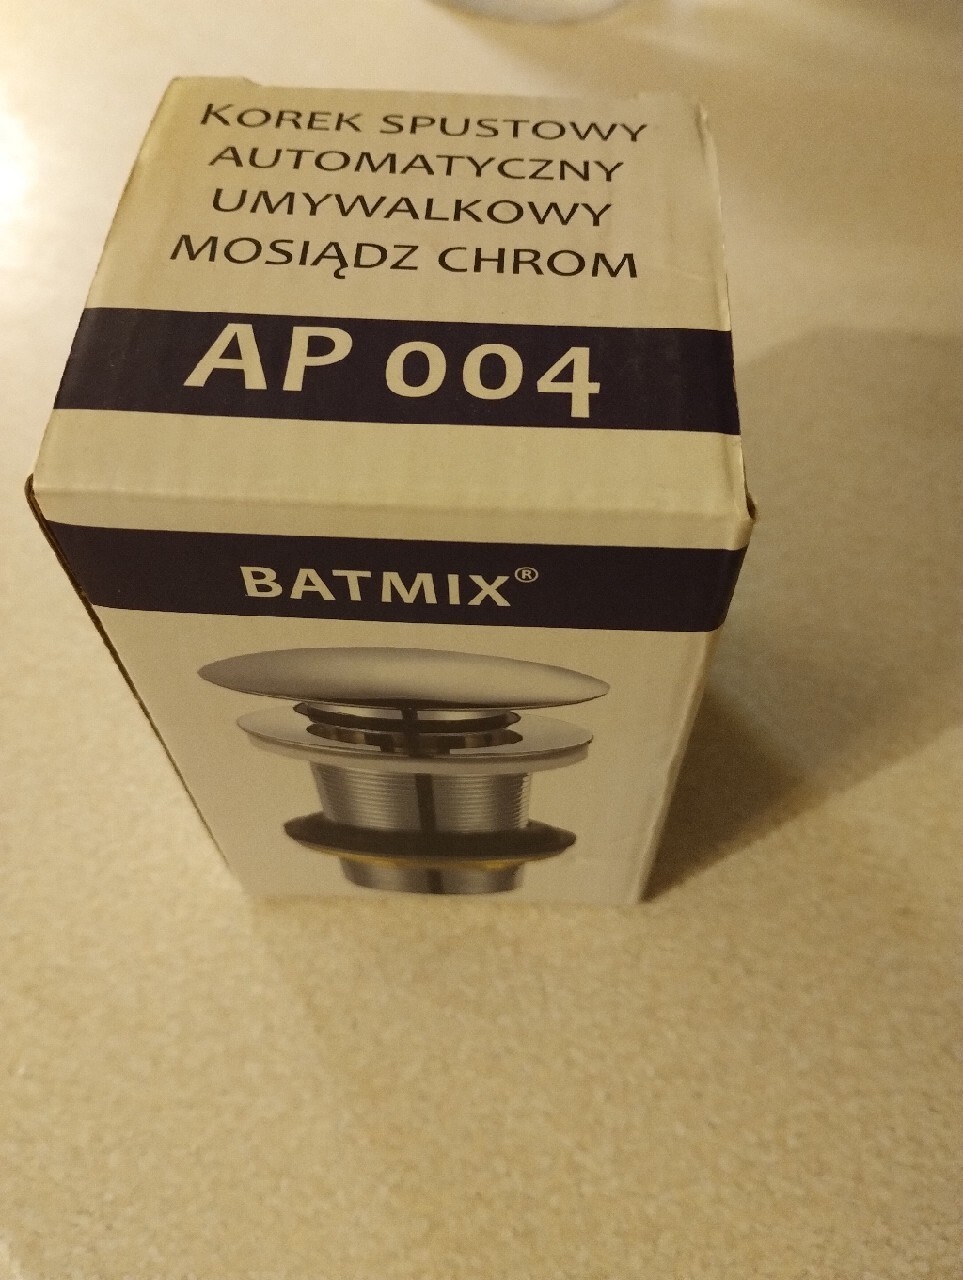 KOREK SPUSTOWY
AUTOMATYCZNY
UMYWALKOWY
MOSIĄDZ CHROM
AP 004
BATMIX®